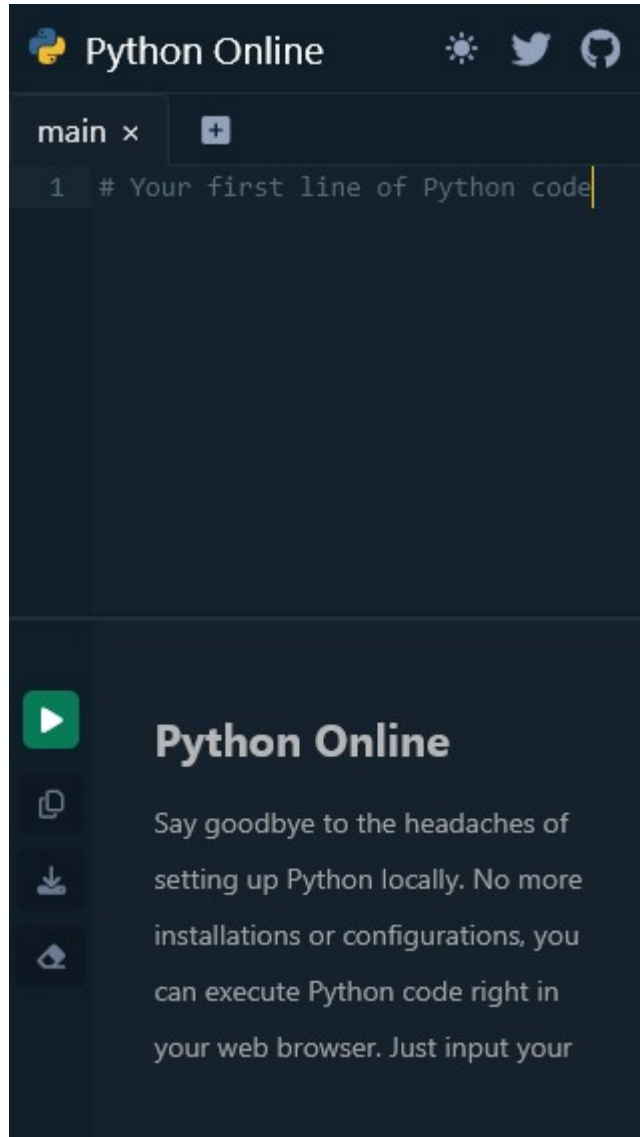 Python Online
main ×
1 # Your first line of Python code
Python Online
Say goodbye to the headaches of
setting up Python locally. No more
installations or configurations, you
can execute Python code right in
your web browser. Just input your